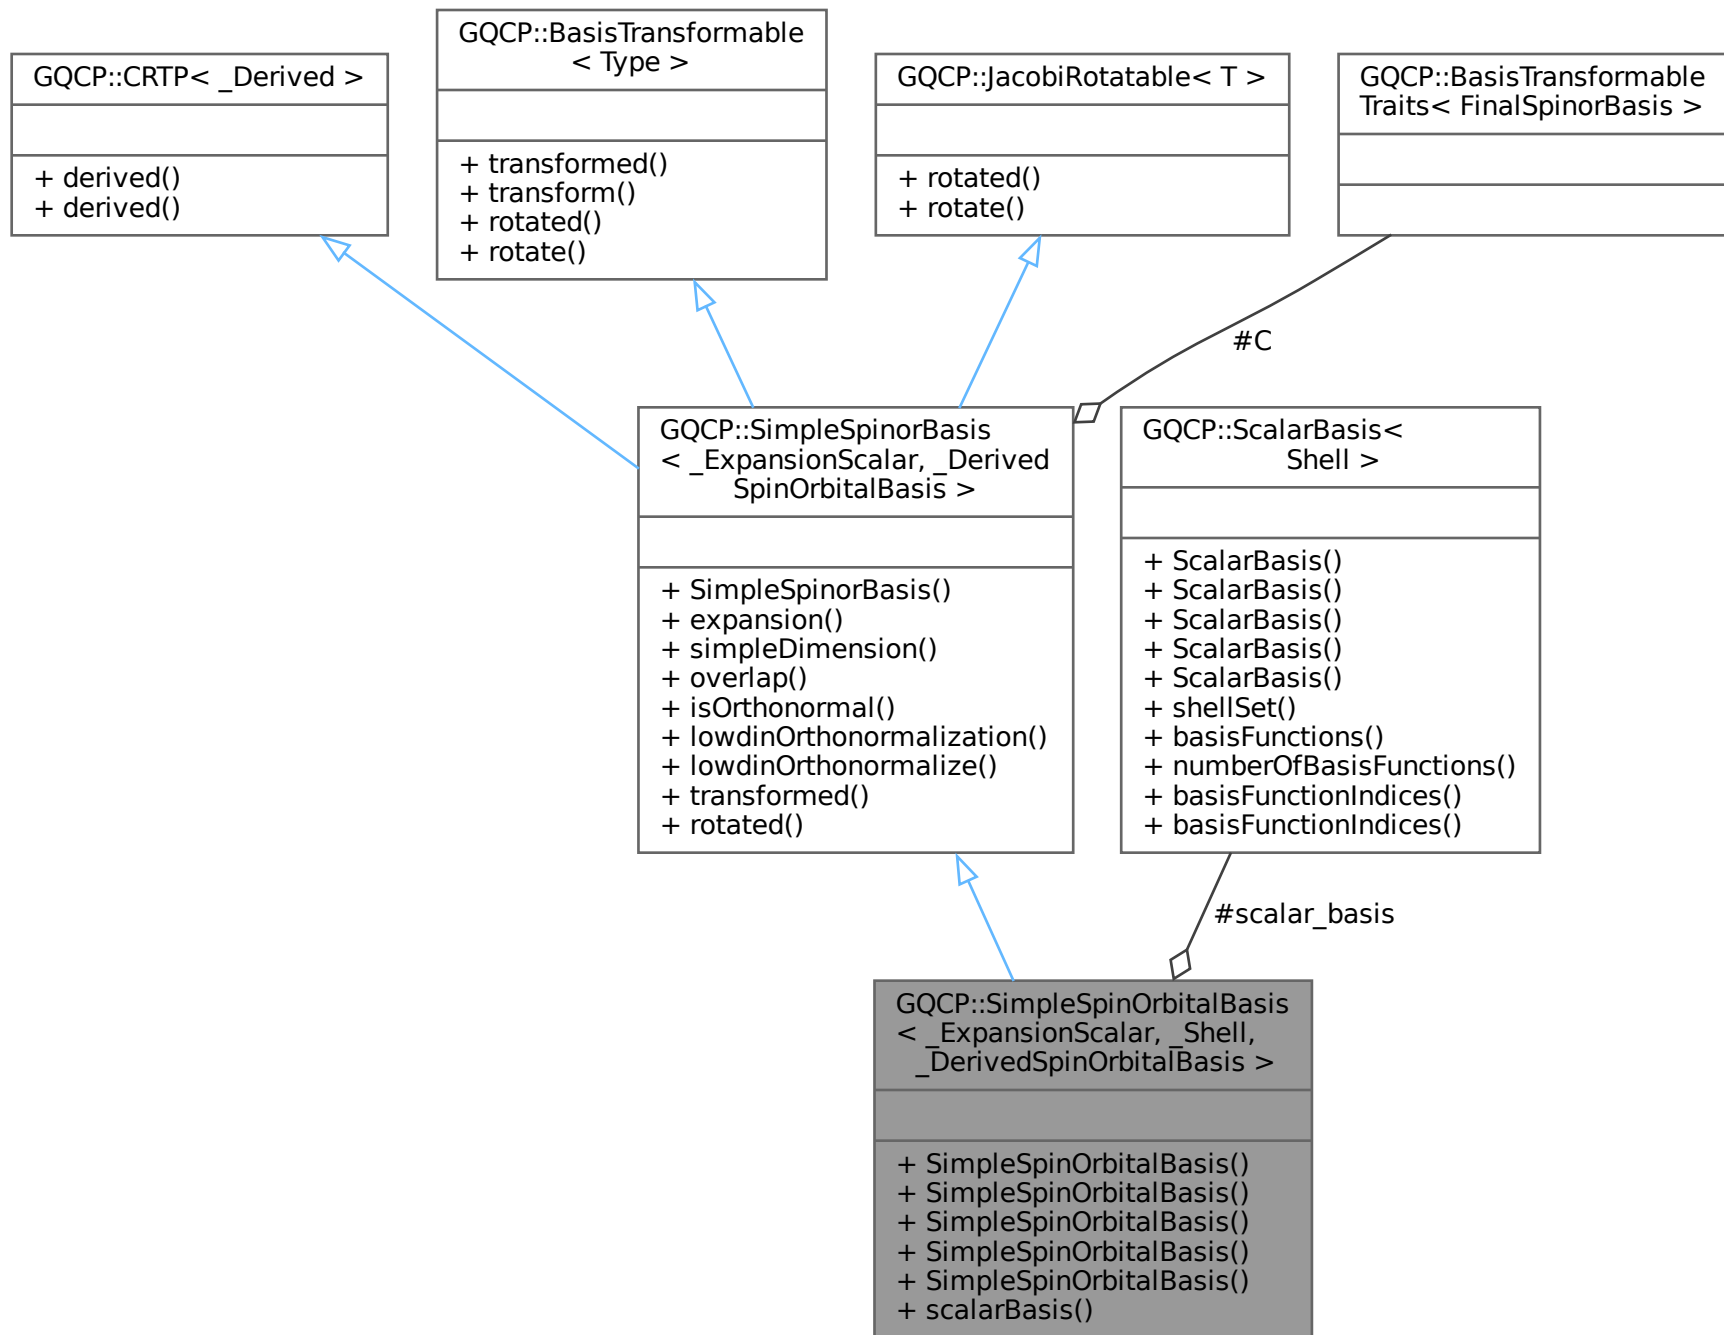 GQCP::CRTP< _Derived >
+ derived()
+ derived()
GQCP::BasisTransformable
< Type >
+ transformed()
+ transform()
+ rotated()
+ rotate()
GQCP::JacobiRotatable< T >
+ rotated()
+ rotate()
GQCP::BasisTransformable
Traits< FinalSpinorBasis >
#C
GQCP::SimpleSpinorBasis
< _ExpansionScalar, _Derived
SpinOrbitalBasis >
+ SimpleSpinorBasis()
+ expansion()
+ simpleDimension()
+ overlap()
+ isOrthonormal()
+ lowdinOrthonormalization()
+ lowdinOrthonormalize()
+ transformed()
+ rotated()
GQCP::ScalarBasis<
Shell >
+ ScalarBasis()
+ ScalarBasis()
+ ScalarBasis()
+ ScalarBasis()
+ ScalarBasis()
+ shellSet()
+ basisFunctions()
+ numberOfBasisFunctions()
+ basisFunctionIndices()
+ basisFunctionIndices()
#scalar_basis
GQCP::SimpleSpinOrbitalBasis
< _ExpansionScalar, _Shell,
_DerivedSpinOrbitalBasis >
+ SimpleSpinOrbitalBasis()
+ SimpleSpinOrbitalBasis()
+ SimpleSpinOrbitalBasis()
+ SimpleSpinOrbitalBasis()
+ SimpleSpinOrbitalBasis()
+ scalarBasis()